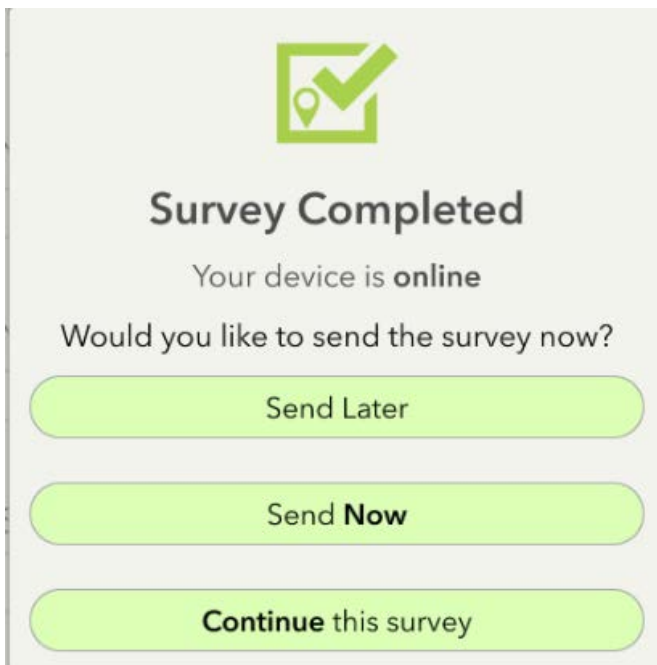 Survey Completed
Your device is online
Would you like to send the survey now?
Send Later
Send Now
Continue this survey